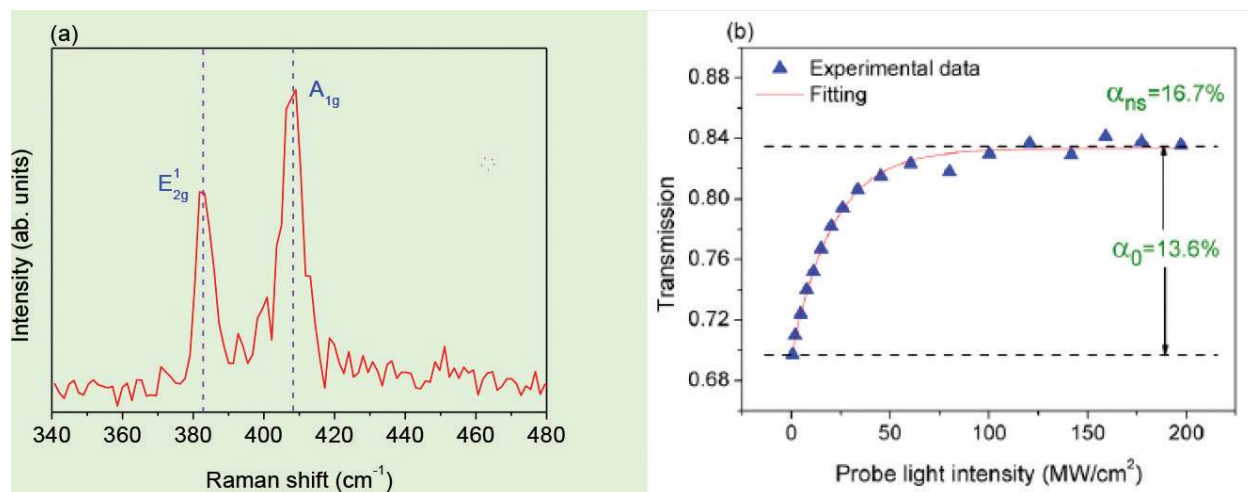 (a)
A1g
E12g
Intensity (ab. units)
340 360 380 400 420 440 460 480
Raman shift (cm-1)
(b)
Experimental data
Fitting
αns=16.7%
α0=13.6%
Transmission
0.88
0.84
0.80
0.76
0.72
0.68
0 50 100 150 200
Probe light intensity (MW/cm2)